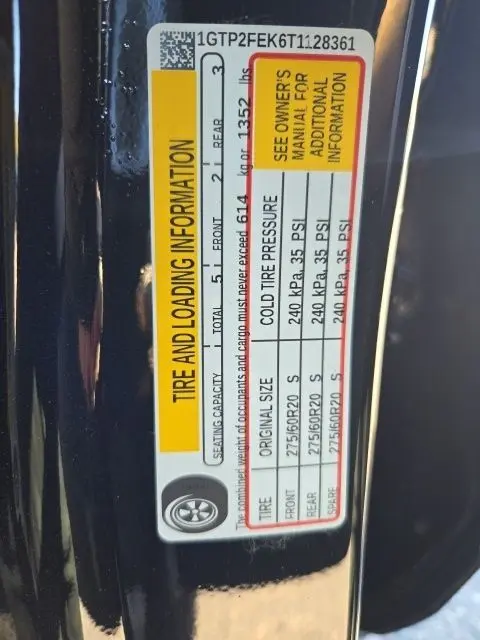 1GTP2FEK6T1128361
TIRE AND LOADING INFORMATION
SEATING CAPACITY TOTAL 5 FRONT 2 REAR 3
The combined weight of occupants and cargo must never exceed 614 kg or 1352 lbs
TIRE ORIGINAL SIZE COLD TIRE PRESSURE
FRONT 275/60R20 S 240 kPa, 35 PSI
REAR 275/60R20 S 240 kPa, 35 PSI
SPARE 275/60R20 S 240 kPa, 35 PSI
SEE OWNER'S
MANUAL FOR
ADDITIONAL
INFORMATION